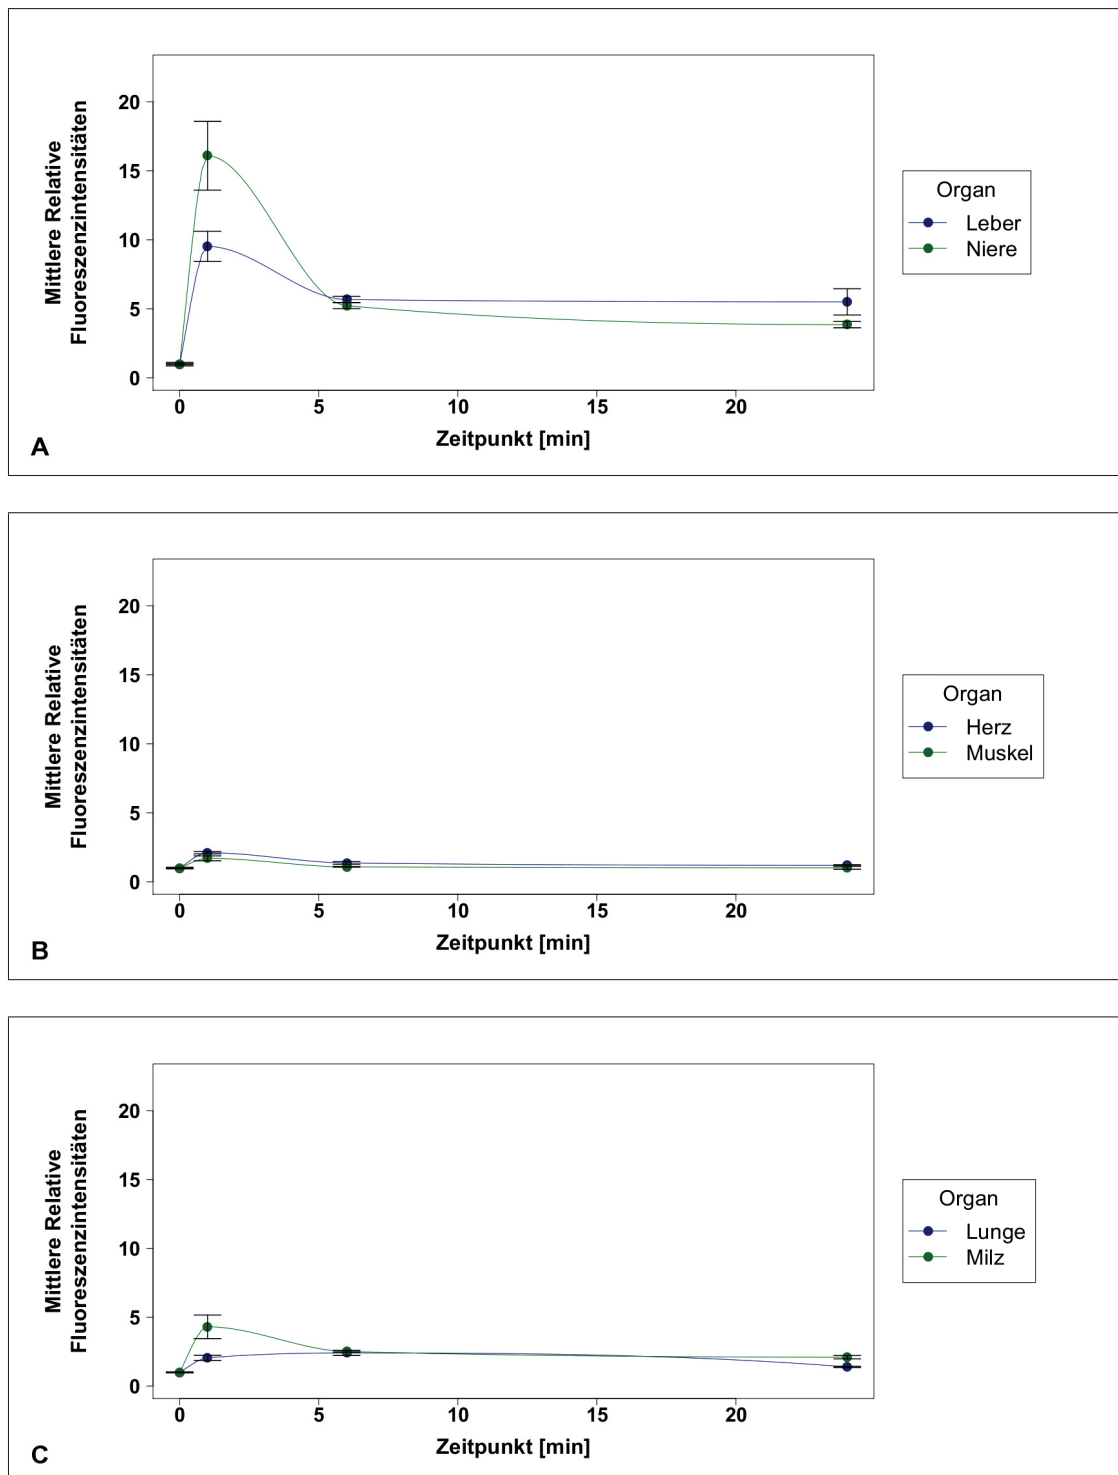 20
15
10
5
0
Mittlere Relative
Fluoreszenzintensitäten
0 5 10 15 20
Zeitpunkt [min]
Organ
Leber
Niere
A
20
15
10
5
0
Mittlere Relative
Fluoreszenzintensitäten
0 5 10 15 20
Zeitpunkt [min]
Organ
Herz
Muskel
B
20
15
10
5
0
Mittlere Relative
Fluoreszenzintensitäten
0 5 10 15 20
Zeitpunkt [min]
Organ
Lunge
Milz
C